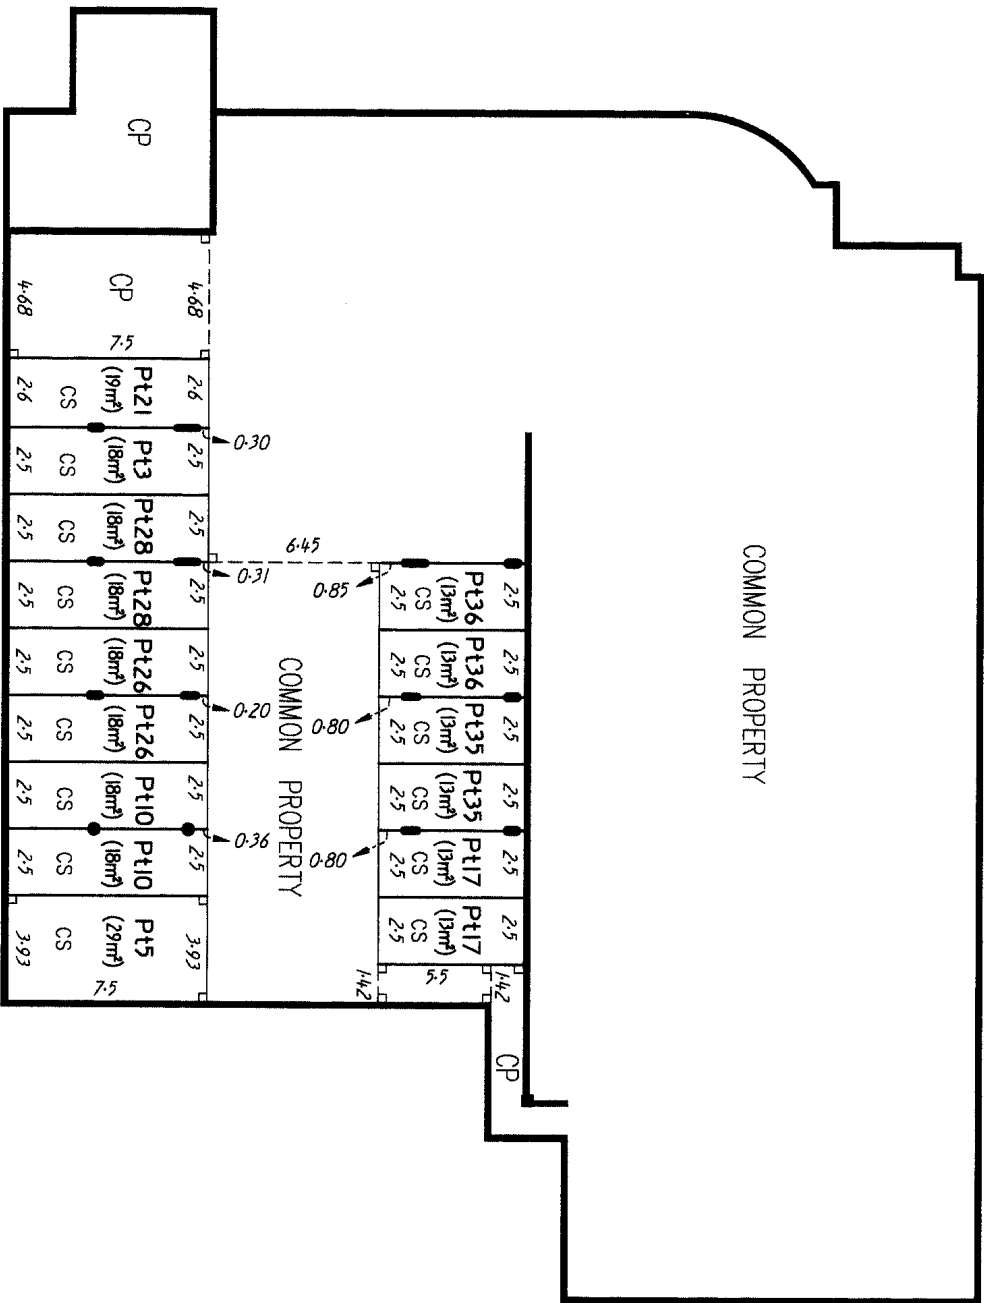 CP
4.68
CP
4.68
7.5
2.6
CS
(19m²)
Pt21
2.6
0.30
2.5
CS
(18m²)
Pt3
2.5
2.5
CS
(18m²)
Pt28
2.5
0.31
2.5
CS
(18m²)
Pt28
2.5
2.5
CS
(18m²)
Pt26
2.5
0.20
2.5
CS
(18m²)
Pt26
2.5
2.5
CS
(18m²)
Pt10
2.5
0.36
2.5
CS
(18m²)
Pt10
2.5
3.93
CS
(29m²)
Pt5
3.93
7.5
6.45
COMMON PROPERTY
0.85
2.5
CS
(13m²)
Pt36
2.5
2.5
CS
(13m²)
Pt36
2.5
0.80
2.5
CS
(13m²)
Pt35
2.5
2.5
CS
(13m²)
Pt35
2.5
0.80
2.5
CS
(13m²)
Pt17
2.5
2.5
CS
(13m²)
Pt17
2.5
1.42
5.5
1.42
CP
COMMON PROPERTY